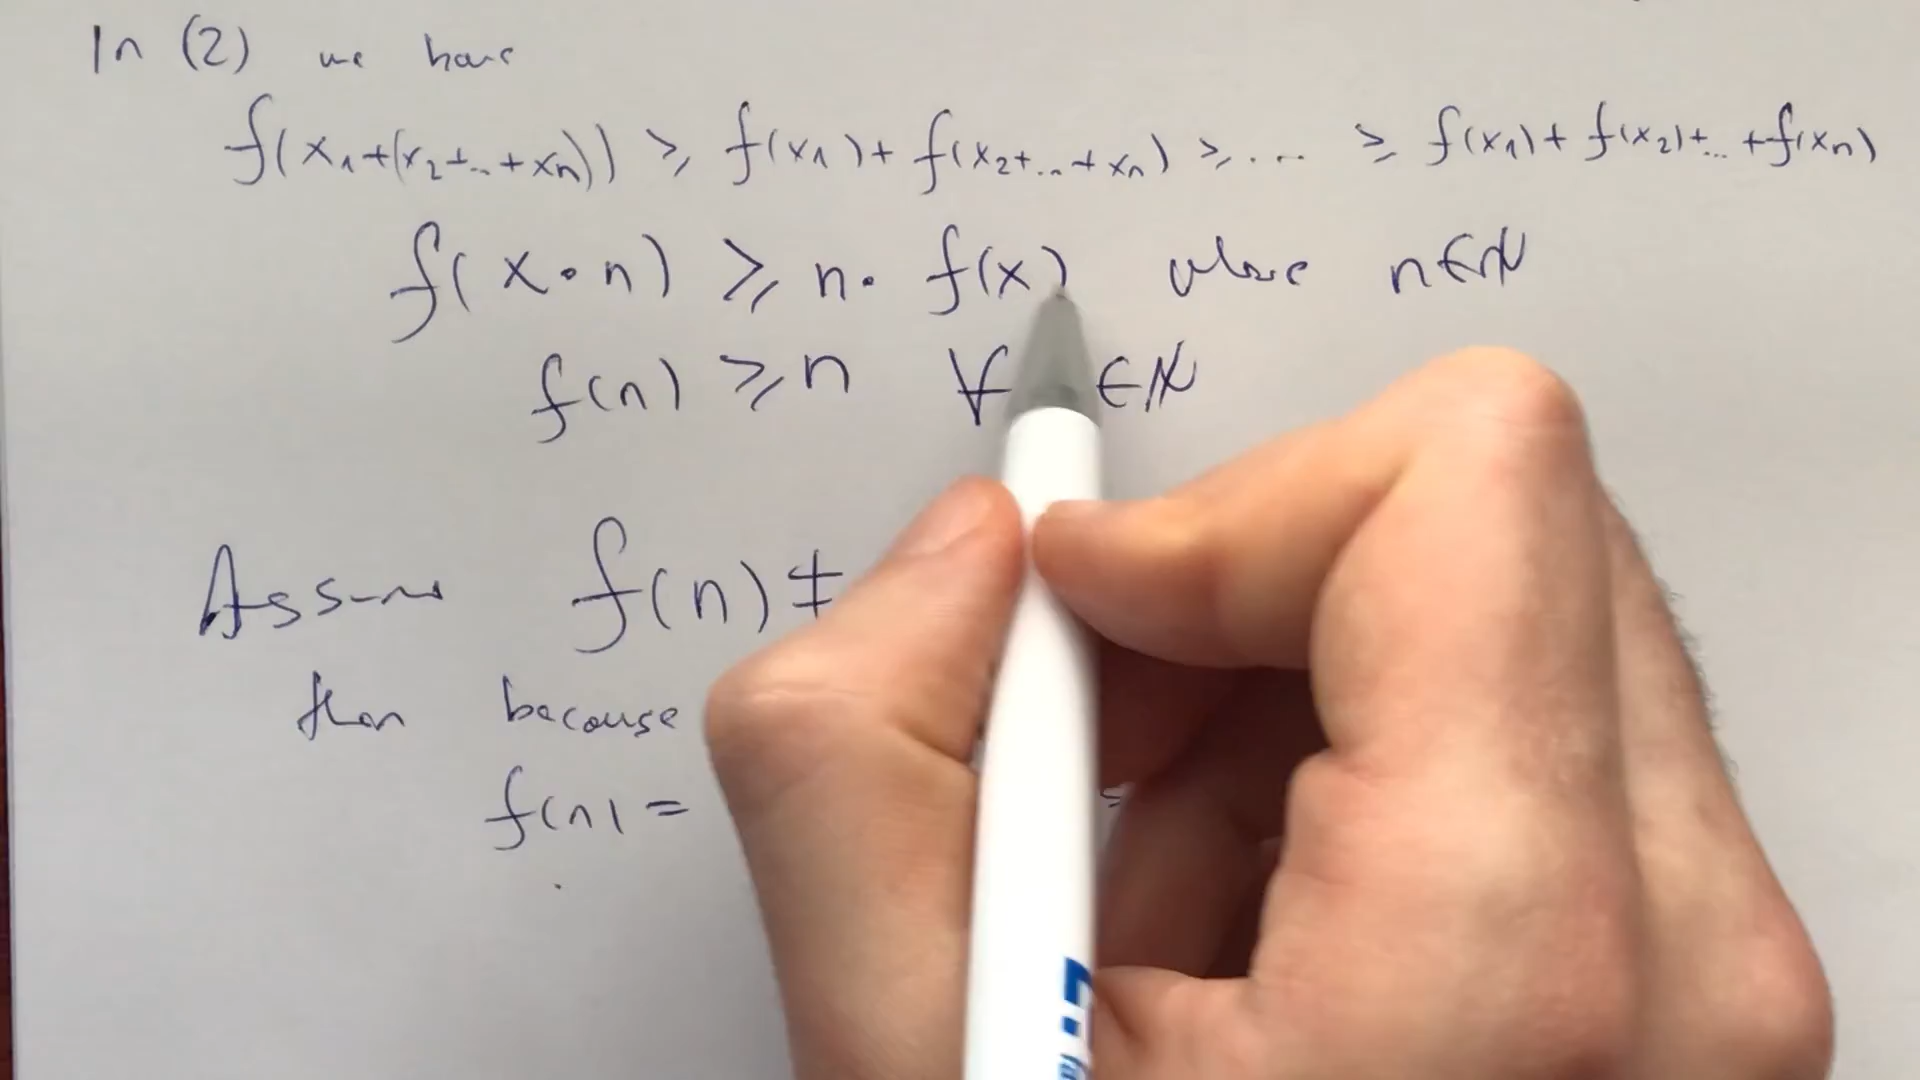 In (2) we have
f(x₁+(x₂+...+xₙ)) ⩾ f(x₁)+f(x₂+...+xₙ) ⩾ .... ⩾ f(x₁)+f(x₂)+...+f(xₙ)
f(x•n) ⩾ n•f(x) where n∈ℕ
f(n) ⩾ n ∀ ∈ℕ
Assume f(n) ≠
then because
f(n) =